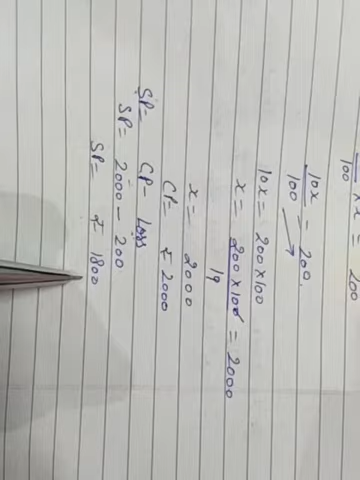 /100 × x = 200
10x/100 = 200.
10x = 200 × 100
x = 200 × 100/10 = 2000
x = 2000
CP = ₹ 2000
SP = CP - Loss
SP = 2000 - 200
SP = ₹ 1800